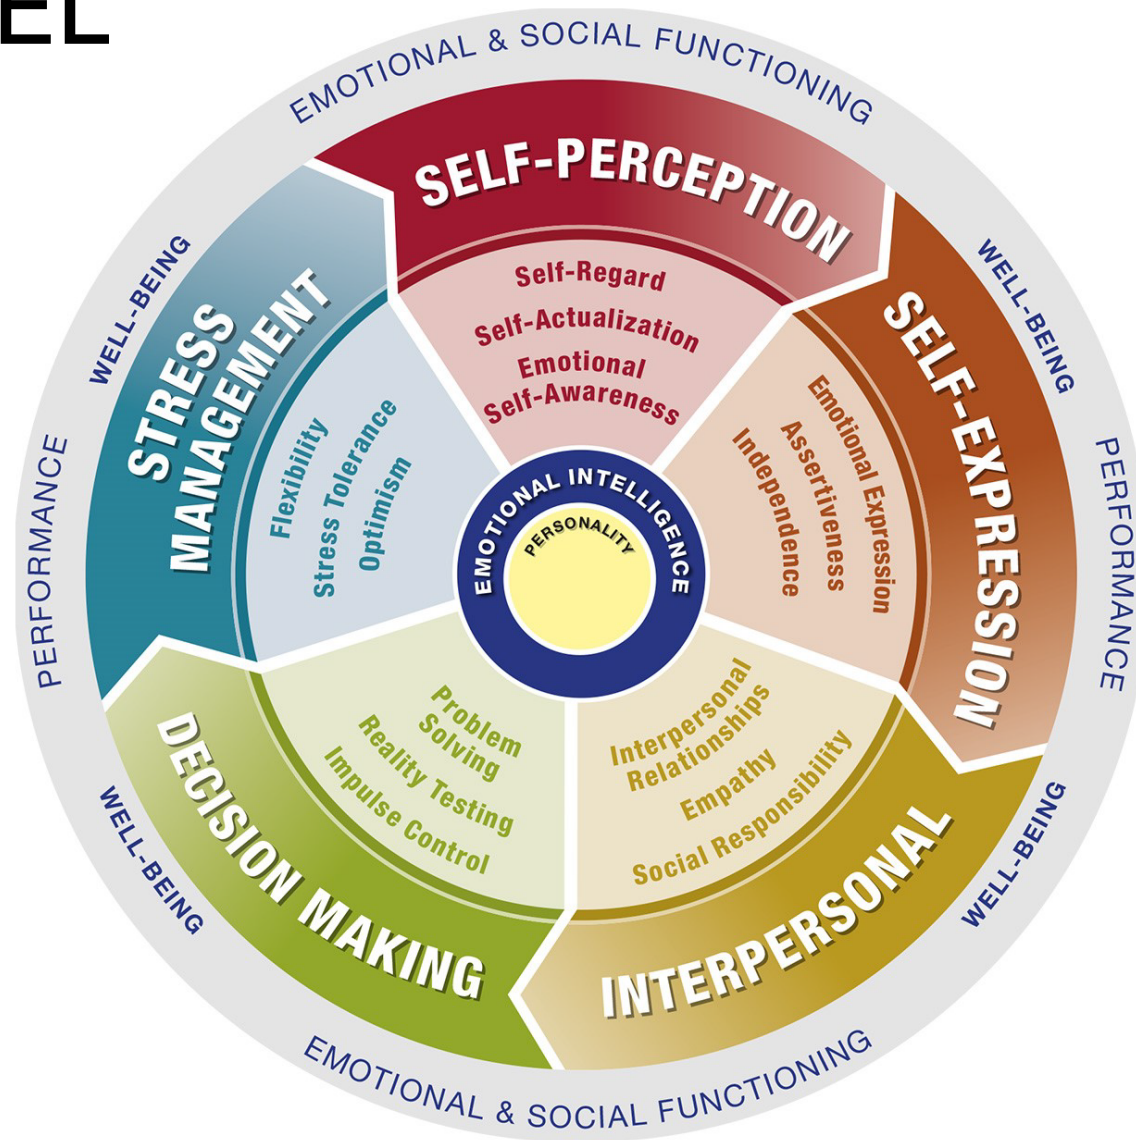 EL
EMOTIONAL & SOCIAL FUNCTIONING
SELF-PERCEPTION
Self-Regard
Self-Actualization
Emotional
Self-Awareness
WELL-BEING
SELF-EXPRESSION
Emotional Expression
Assertiveness
Independence
PERFORMANCE
WELL-BEING
INTERPERSONAL
Interpersonal
Relationships
Empathy
Social Responsibility
EMOTIONAL & SOCIAL FUNCTIONING
DECISION MAKING
Problem
Solving
Reality Testing
Impulse Control
WELL-BEING
PERFORMANCE
STRESS
MANAGEMENT
Flexibility
Stress Tolerance
Optimism
WELL-BEING
EMOTIONAL INTELLIGENCE
PERSONALITY